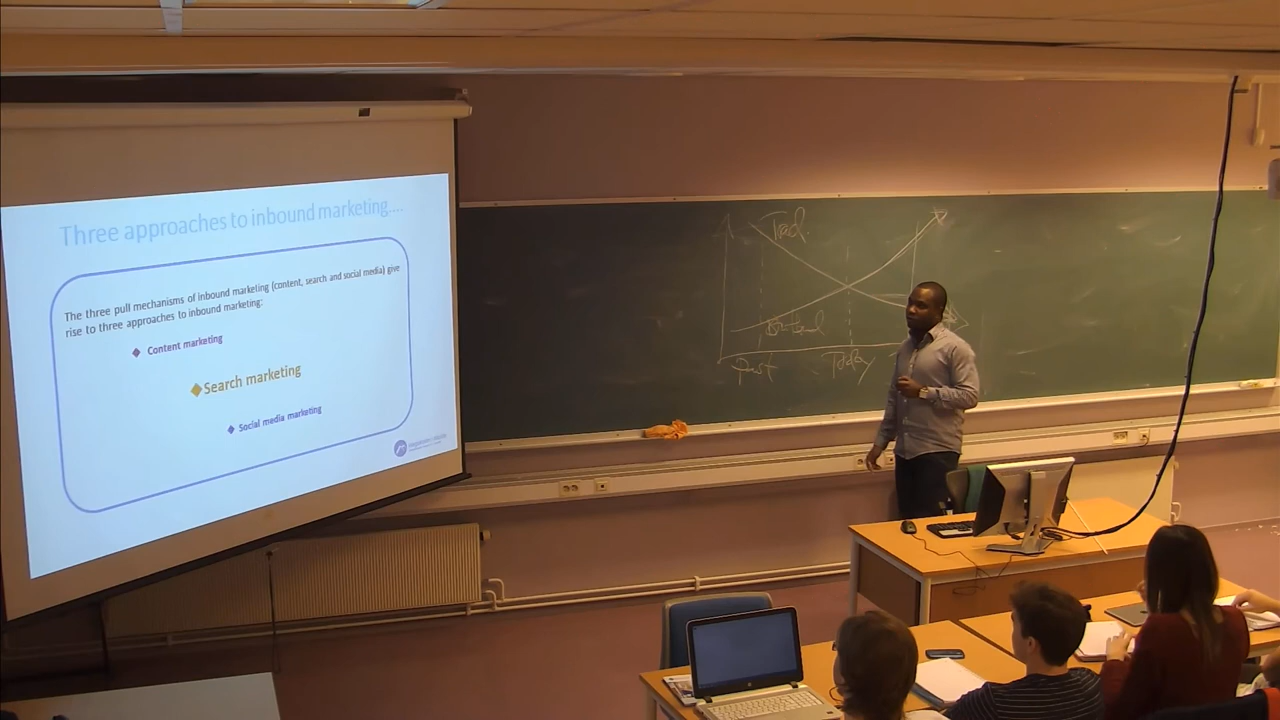 Three approaches to inbound marketing....
The three pull mechanisms of inbound marketing (content, search and social media) give
rise to three approaches to inbound marketing:
Content marketing
Search marketing
Social media marketing
Trad.
Past
Today